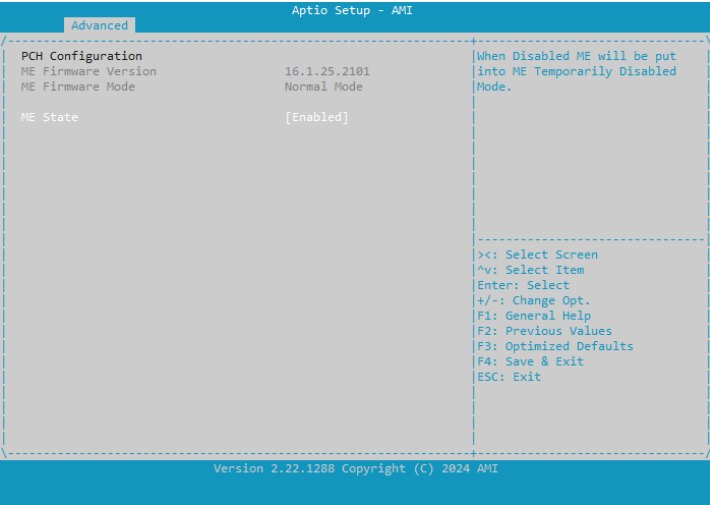 Aptio Setup - AMI
Advanced
PCH Configuration
ME Firmware Version 16.1.25.2101
ME Firmware Mode Normal Mode
ME State [Enabled]
When Disabled ME will be put
into ME Temporarily Disabled
Mode.
><: Select Screen
^v: Select Item
Enter: Select
+/-: Change Opt.
F1: General Help
F2: Previous Values
F3: Optimized Defaults
F4: Save & Exit
ESC: Exit
Version 2.22.1288 Copyright (C) 2024 AMI